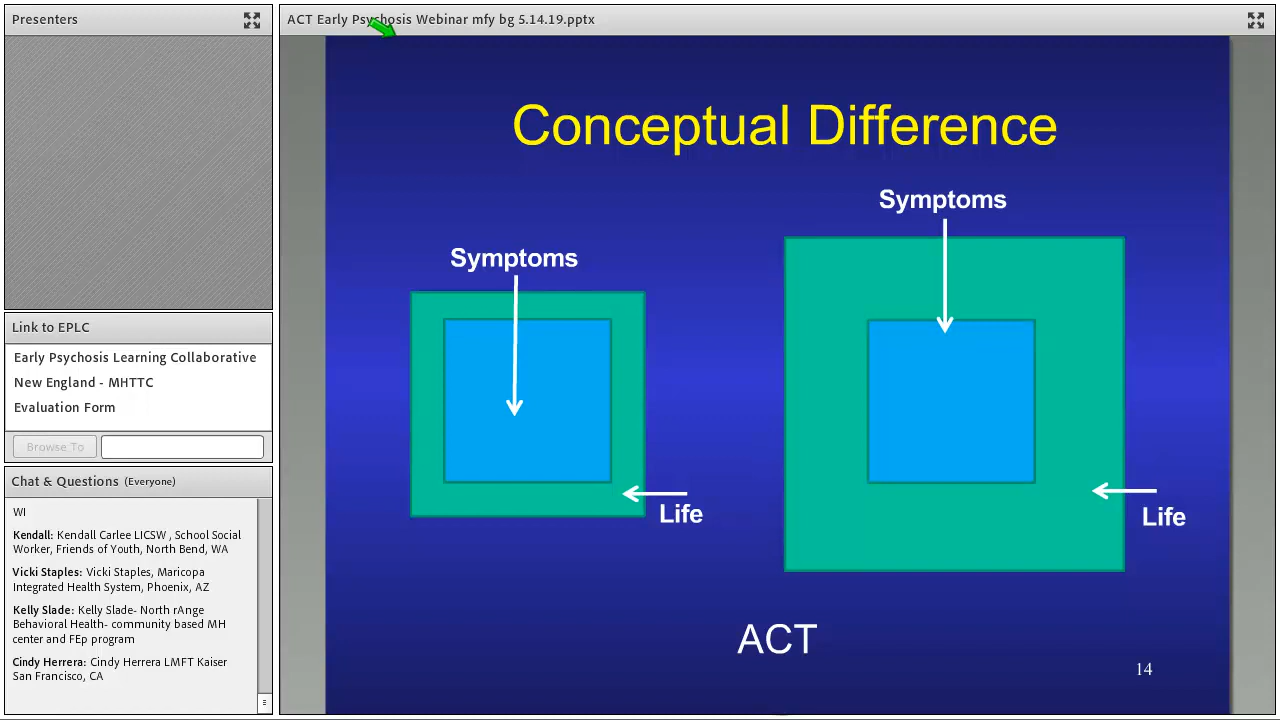 Presenters
ACT Early Psychosis Webinar mfy bg 5.14.19.pptx
Conceptual Difference
Symptoms
Symptoms
Life
Life
ACT
14
Link to EPLC
Early Psychosis Learning Collaborative
New England - MHTTC
Evaluation Form
Browse To
Chat & Questions (Everyone)
WI
Kendall: Kendall Carlee LICSW , School Social
Worker, Friends of Youth, North Bend, WA
Vicki Staples: Vicki Staples, Maricopa
Integrated Health System, Phoenix, AZ
Kelly Slade: Kelly Slade- North rAnge
Behavioral Health- community based MH
center and FEp program
Cindy Herrera: Cindy Herrera LMFT Kaiser
San Francisco, CA